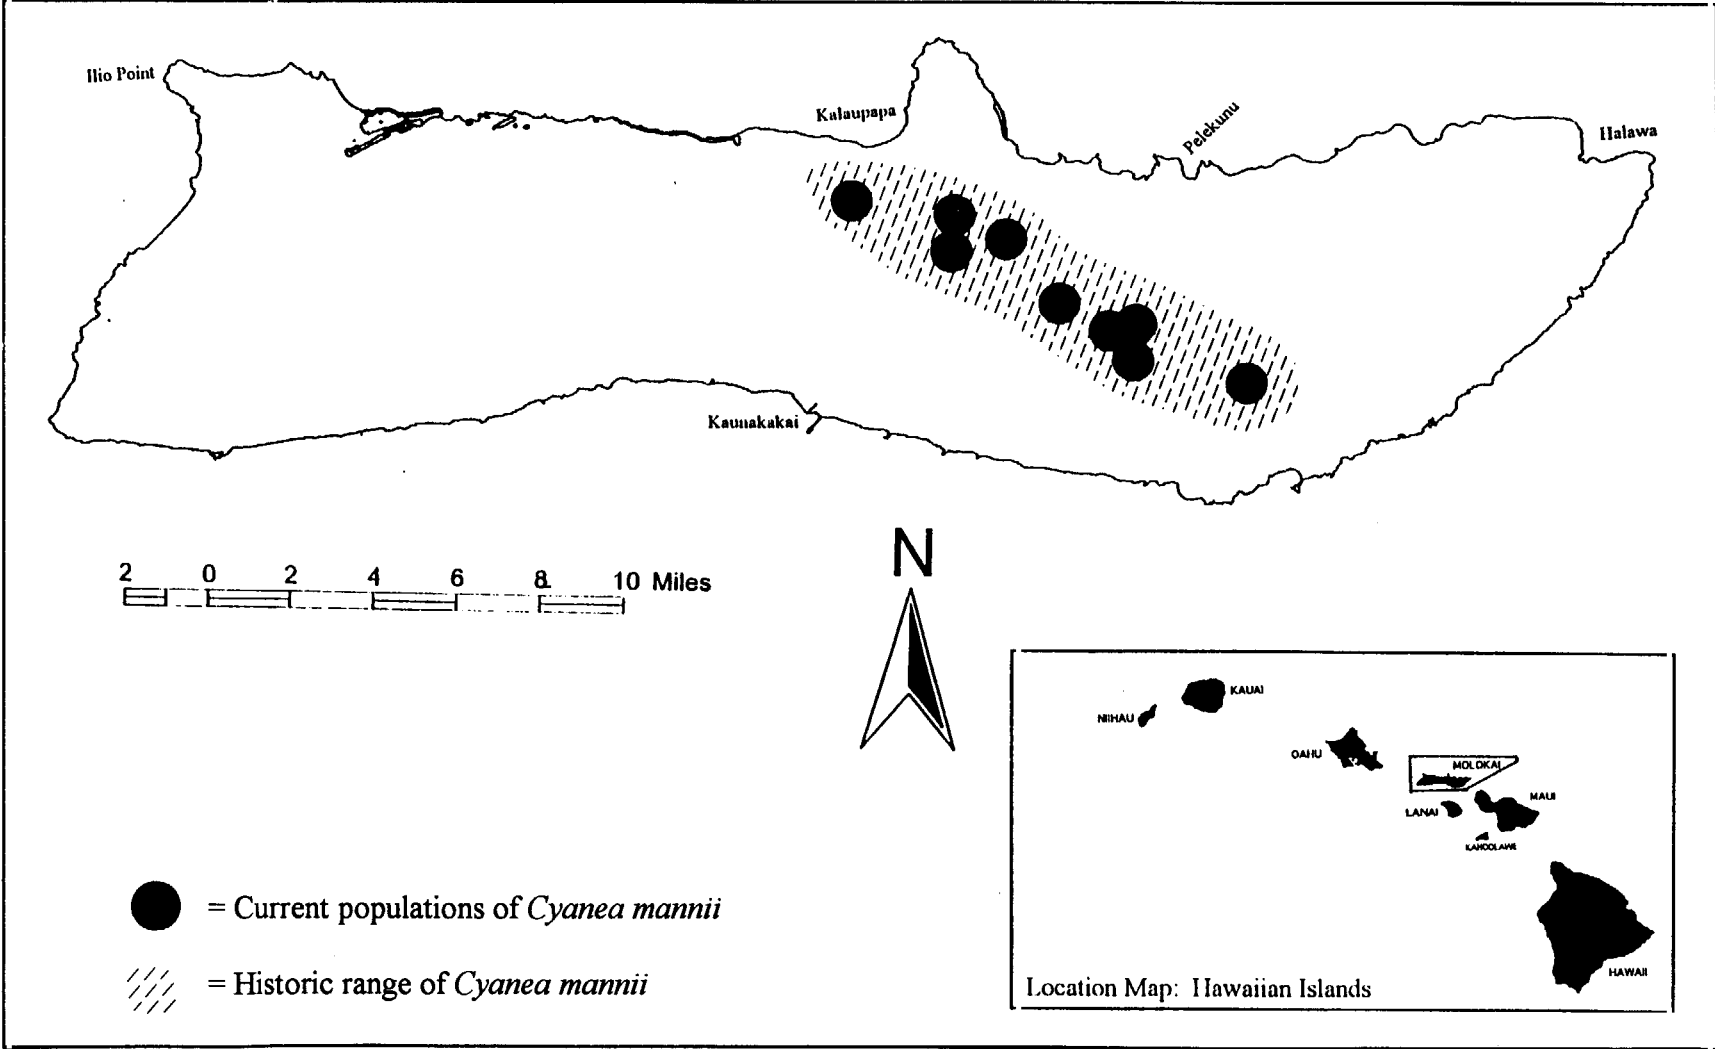 Ilio Point
Kalaupapa
Pelekunu
Halawa
Kaunakakai
2 0 2 4 6 8 10 Miles
N
KAUAI
NIIHAU
OAHU
MOLOKAI
MAUI
LANAI
KAHOOLAWE
HAWAII
Location Map: Hawaiian Islands
= Current populations of Cyanea mannii
= Historic range of Cyanea mannii